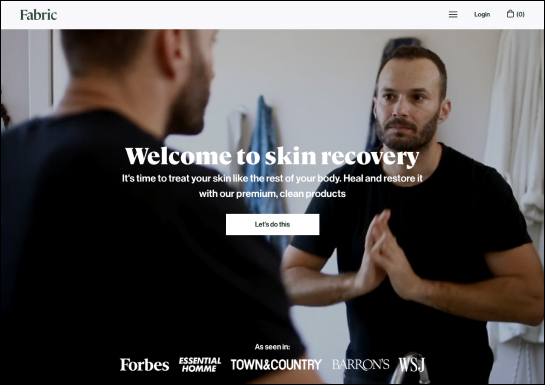 Fabric
Login
(0)
Welcome to skin recovery
It's time to treat your skin like the rest of your body. Heal and restore it
with our premium, clean products
Let's do this
As seen in:
Forbes ESSENTIAL HOMME TOWN&COUNTRY BARRON'S WSJ